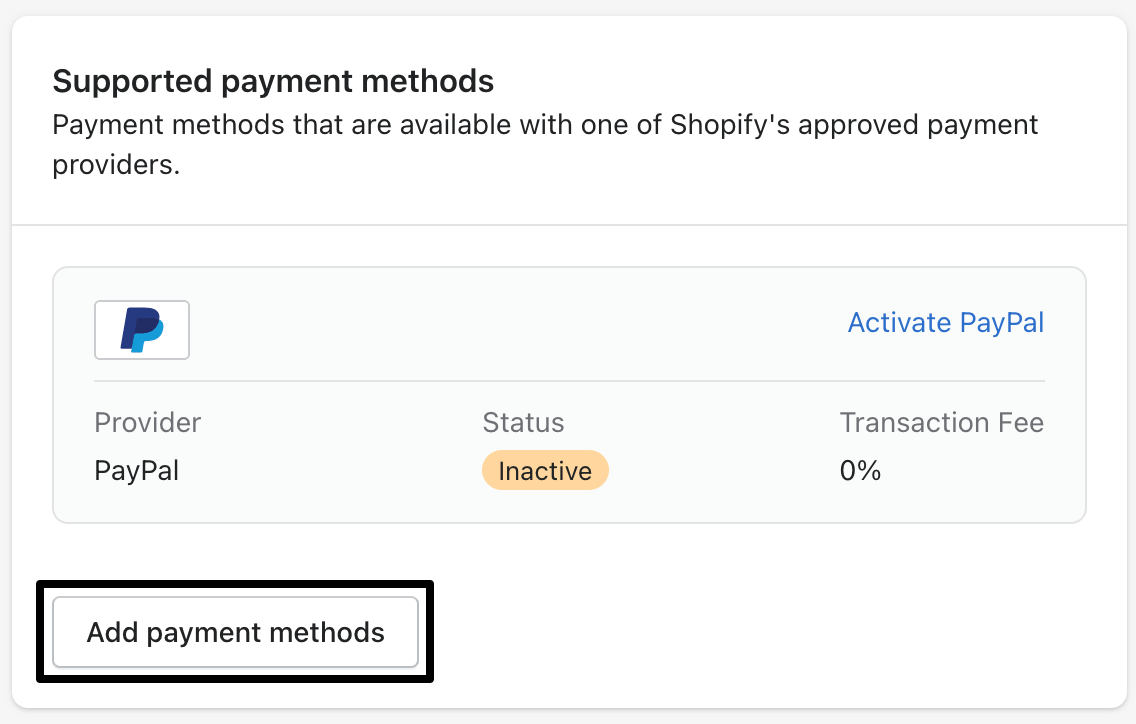 Supported payment methods
Payment methods that are available with one of Shopify's approved payment
providers.
Activate PayPal
Provider Status Transaction Fee
PayPal Inactive 0%
Add payment methods